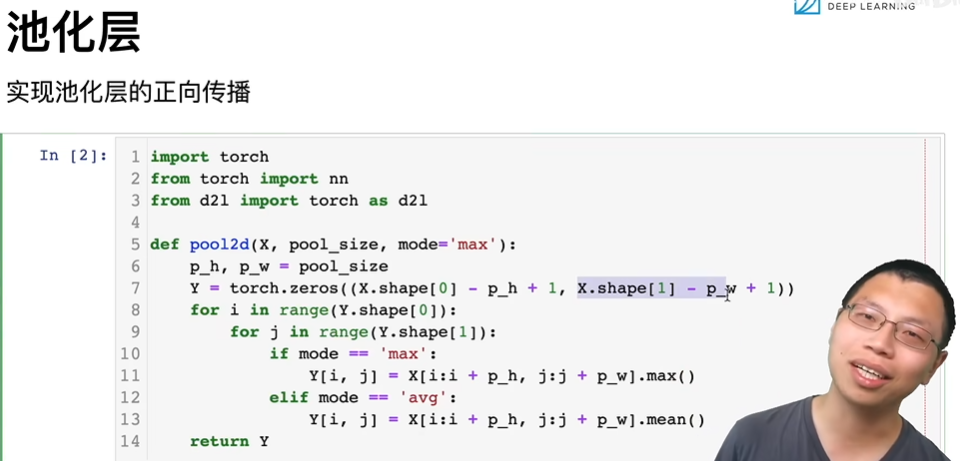 DEEP LEARNING
池化层
实现池化层的正向传播
In [2]:
1 import torch
2 from torch import nn
3 from d2l import torch as d2l
4
5 def pool2d(X, pool_size, mode='max'):
6     p_h, p_w = pool_size
7     Y = torch.zeros((X.shape[0] - p_h + 1, X.shape[1] - p_w + 1))
8     for i in range(Y.shape[0]):
9         for j in range(Y.shape[1]):
10             if mode == 'max':
11                 Y[i, j] = X[i:i + p_h, j:j + p_w].max()
12             elif mode == 'avg':
13                 Y[i, j] = X[i:i + p_h, j:j + p_w].mean()
14     return Y